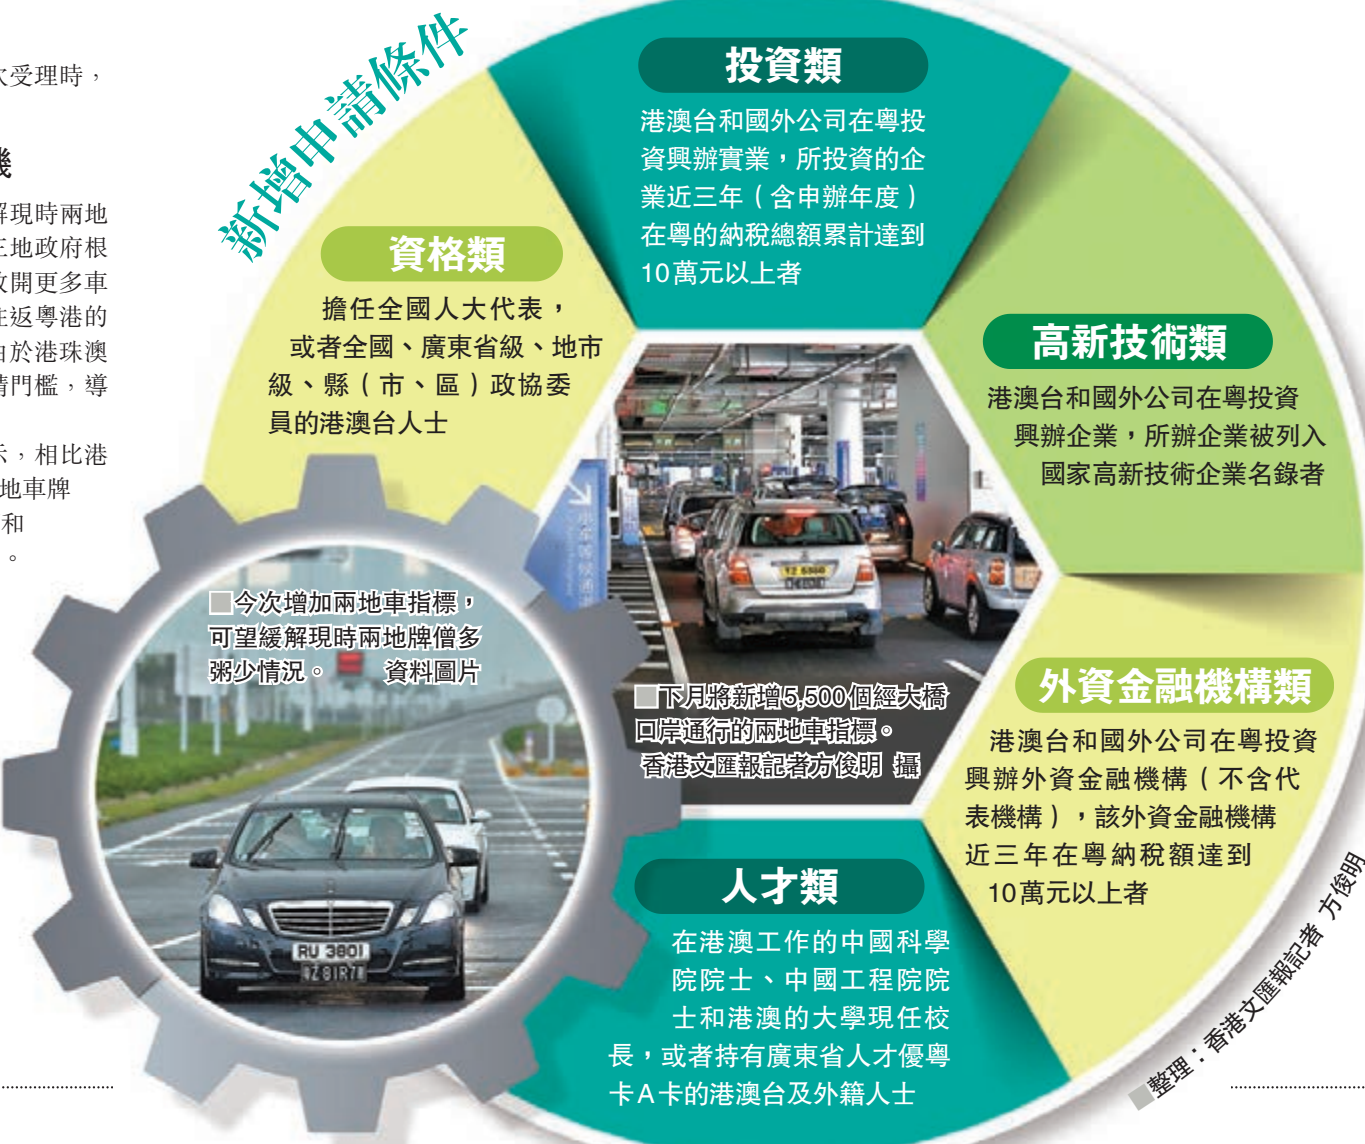 次受理時，
機
解現時兩地
三地政府根
放開更多車
往返粵港的
由於港珠澳
請門檻，導
示，相比港
地車牌
和
。
新增申請條件
投資類
港澳台和國外公司在粵投
資興辦實業，所投資的企
業近三年（含申辦年度）
在粵的納稅總額累計達到
10萬元以上者
資格類
擔任全國人大代表，
或者全國、廣東省級、地市
級、縣（市、區）政協委
員的港澳台人士
高新技術類
港澳台和國外公司在粵投資
興辦企業，所辦企業被列入
國家高新技術企業名錄者
外資金融機構類
港澳台和國外公司在粵投資
興辦外資金融機構（不含代
表機構），該外資金融機構
近三年在粵納稅額達到
10萬元以上者
人才類
在港澳工作的中國科學
院院士、中國工程院院
士和港澳的大學現任校
長，或者持有廣東省人才優粵
卡A卡的港澳台及外籍人士
■今次增加兩地車指標，
可望緩解現時兩地牌僧多
粥少情況。 資料圖片
RU 3801
■下月將新增5,500個經大橋
口岸通行的兩地車指標。
香港文匯報記者方俊明 攝
■整理：香港文匯報記者 方俊明